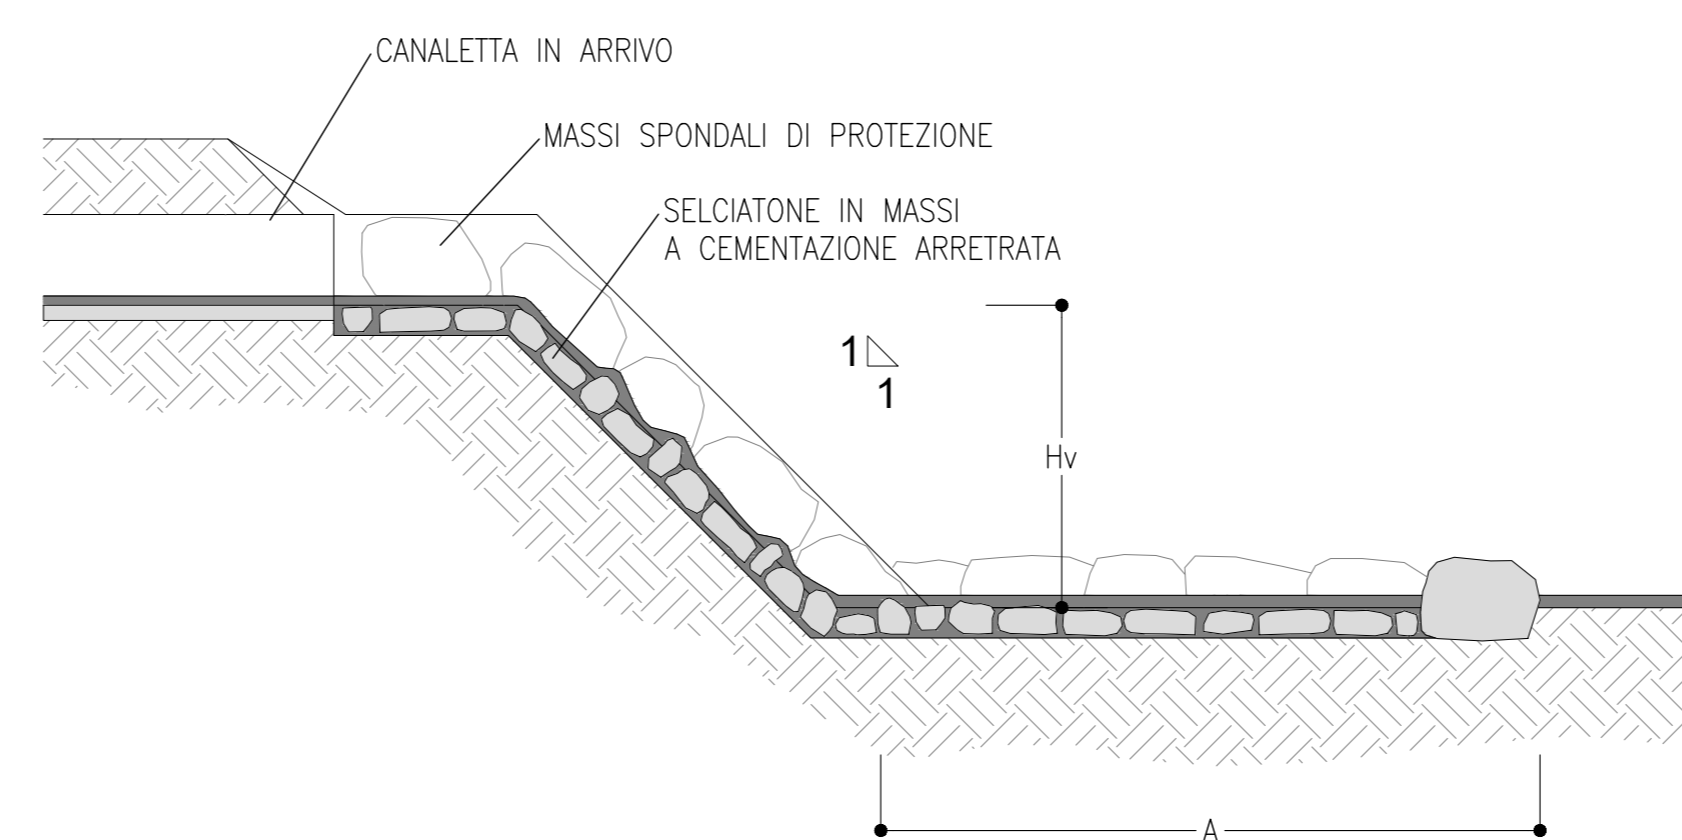 CANALETTA IN ARRIVO
MASSI SPONDALI DI PROTEZIONE
SELCIATONE IN MASSI
A CEMENTAZIONE ARRETRATA
1
1
Hv
A